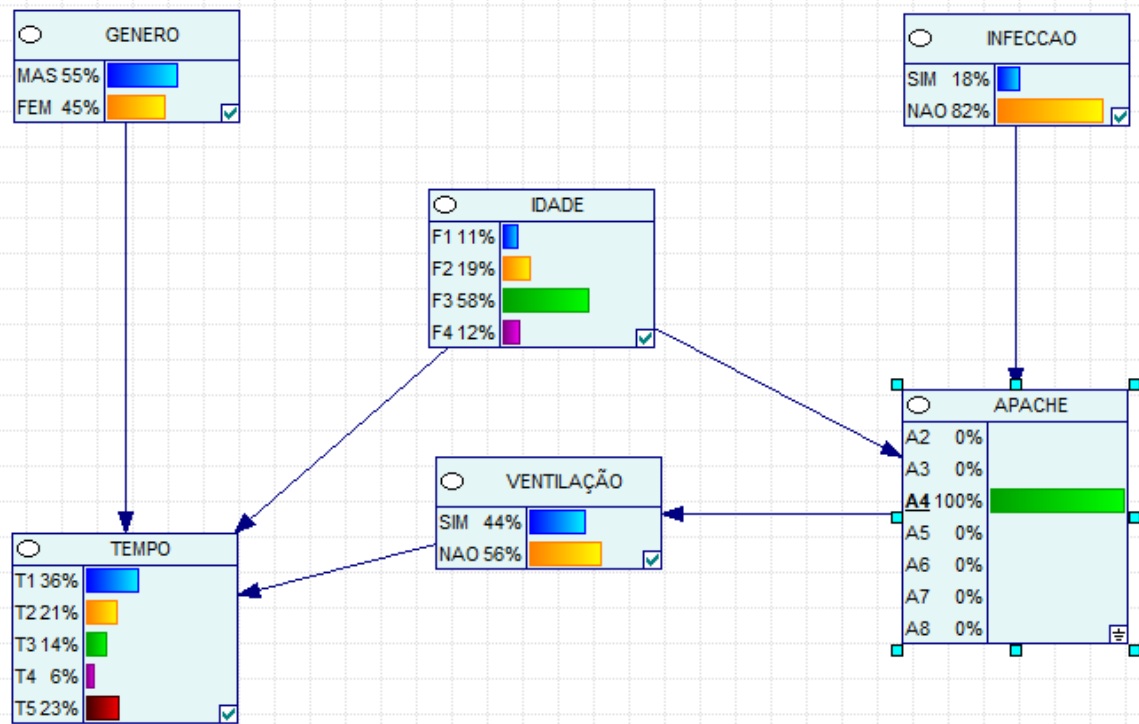 GENERO
MAS 55%
FEM 45%
INFECCAO
SIM 18%
NAO 82%
IDADE
F1 11%
F2 19%
F3 58%
F4 12%
APACHE
A2 0%
A3 0%
A4 100%
A5 0%
A6 0%
A7 0%
A8 0%
VENTILAÇÃO
SIM 44%
NAO 56%
TEMPO
T1 36%
T2 21%
T3 14%
T4 6%
T5 23%